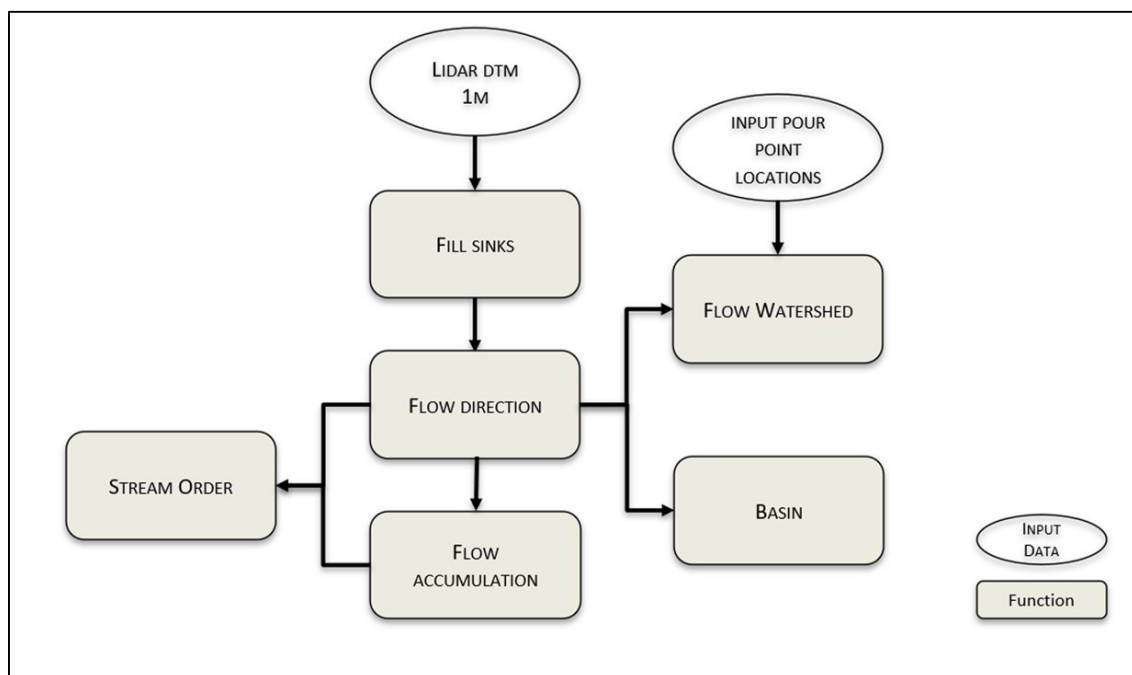 LIDAR DTM
1M
INPUT POUR
POINT
LOCATIONS
FILL SINKS
FLOW WATERSHED
FLOW DIRECTION
STREAM ORDER
BASIN
FLOW
ACCUMULATION
INPUT
DATA
Function